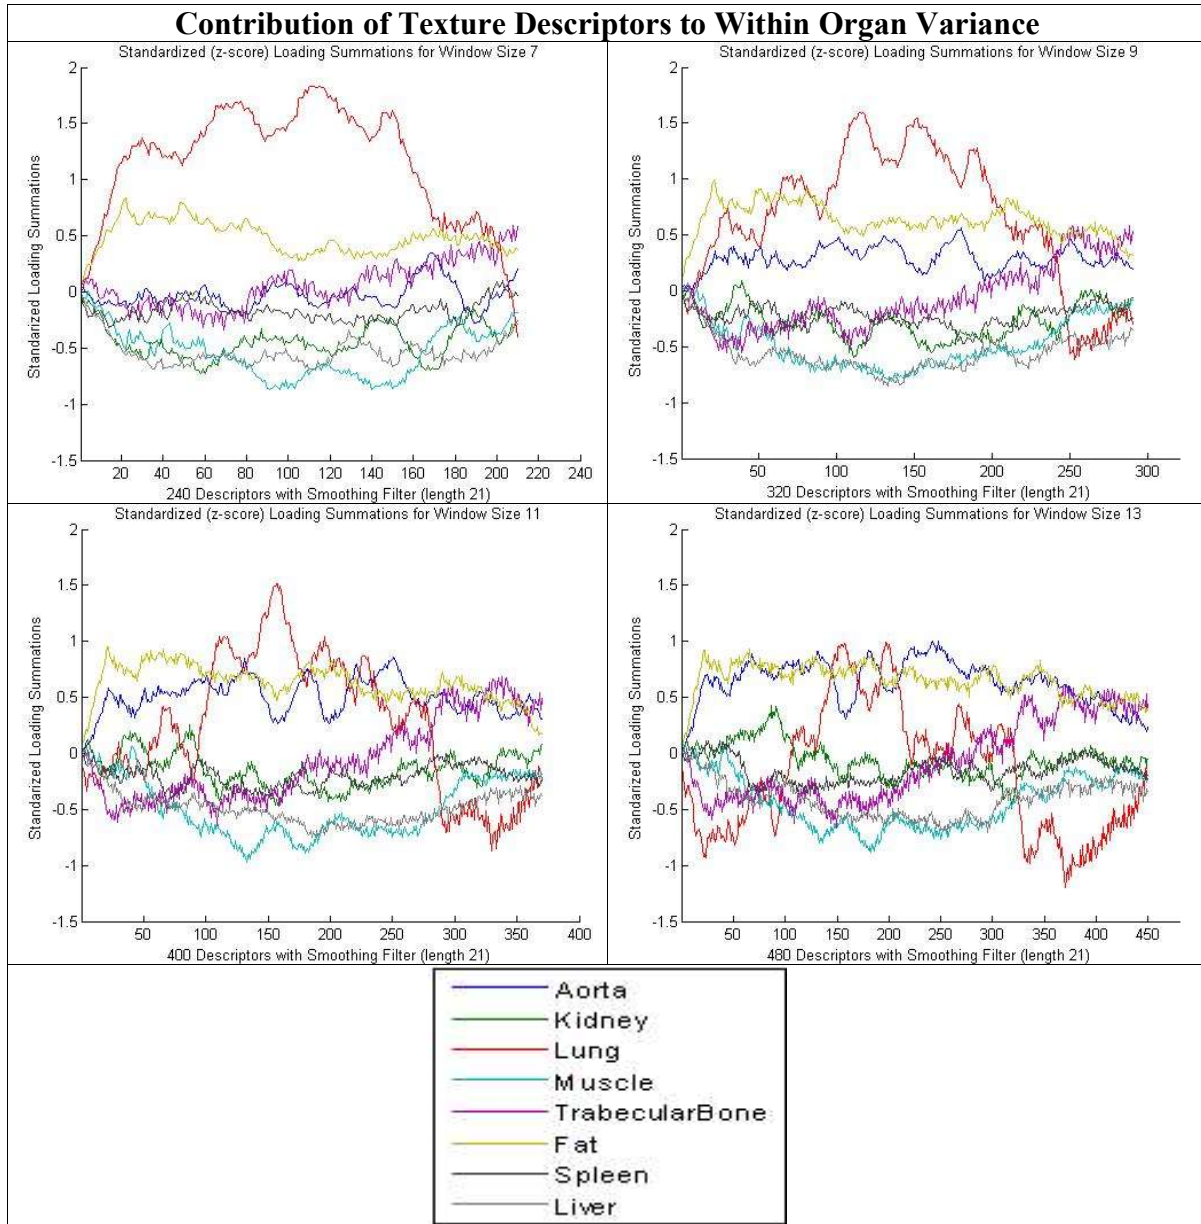 Contribution of Texture Descriptors to Within Organ Variance
Standardized (z-score) Loading Summations for Window Size 7
Standarized Loading Summations
2
1.5
1
0.5
0
-0.5
-1
-1.5
20 40 60 80 100 120 140 160 180 200 220 240
240 Descriptors with Smoothing Filter (length 21)
Standardized (z-score) Loading Summations for Window Size 9
Standarized Loading Summations
2
1.5
1
0.5
0
-0.5
-1
-1.5
50 100 150 200 250 300
320 Descriptors with Smoothing Filter (length 21)
Standardized (z-score) Loading Summations for Window Size 11
Standarized Loading Summations
2
1.5
1
0.5
0
-0.5
-1
-1.5
50 100 150 200 250 300 350 400
400 Descriptors with Smoothing Filter (length 21)
Standardized (z-score) Loading Summations for Window Size 13
Standarized Loading Summations
2
1.5
1
0.5
0
-0.5
-1
-1.5
50 100 150 200 250 300 350 400 450
480 Descriptors with Smoothing Filter (length 21)
Aorta
Kidney
Lung
Muscle
TrabecularBone
Fat
Spleen
Liver